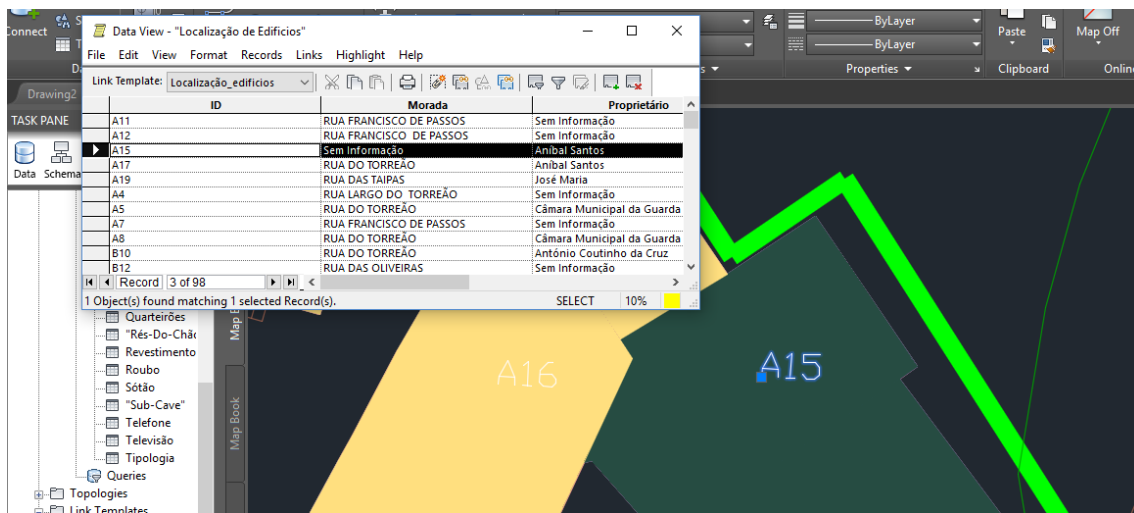 Connect
ByLayer
ByLayer
Paste
Map Off
Properties
Clipboard
Online
Drawing2
TASK PANE
Data
Schema
Data View - "Localização de Edificios"
File Edit View Format Records Links Highlight Help
Link Template: Localização_edificios
ID Morada Proprietário
A11 RUA FRANCISCO DE PASSOS Sem Informação
A12 RUA FRANCISCO DE PASSOS Sem Informação
A15 Sem Informação Aníbal Santos
A17 RUA DO TORREÃO Aníbal Santos
A19 RUA DAS TAIPAS José Maria
A4 RUA LARGO DO TORREÃO Sem Informação
A5 RUA DO TORREÃO Câmara Municipal da Guarda
A7 RUA FRANCISCO DE PASSOS Sem Informação
A8 RUA DO TORREÃO Câmara Municipal da Guarda
B10 RUA DO TORREÃO António Coutinho da Cruz
B12 RUA DAS OLIVEIRAS Sem Informação
Record 3 of 98
1 Object(s) found matching 1 selected Record(s). SELECT 10%
Quarteirões
"Rés-Do-Chão
Revestimento
Roubo
Sótão
"Sub-Cave"
Telefone
Televisão
Tipologia
Queries
Topologies
Link Templates
Map Book
A16
A15